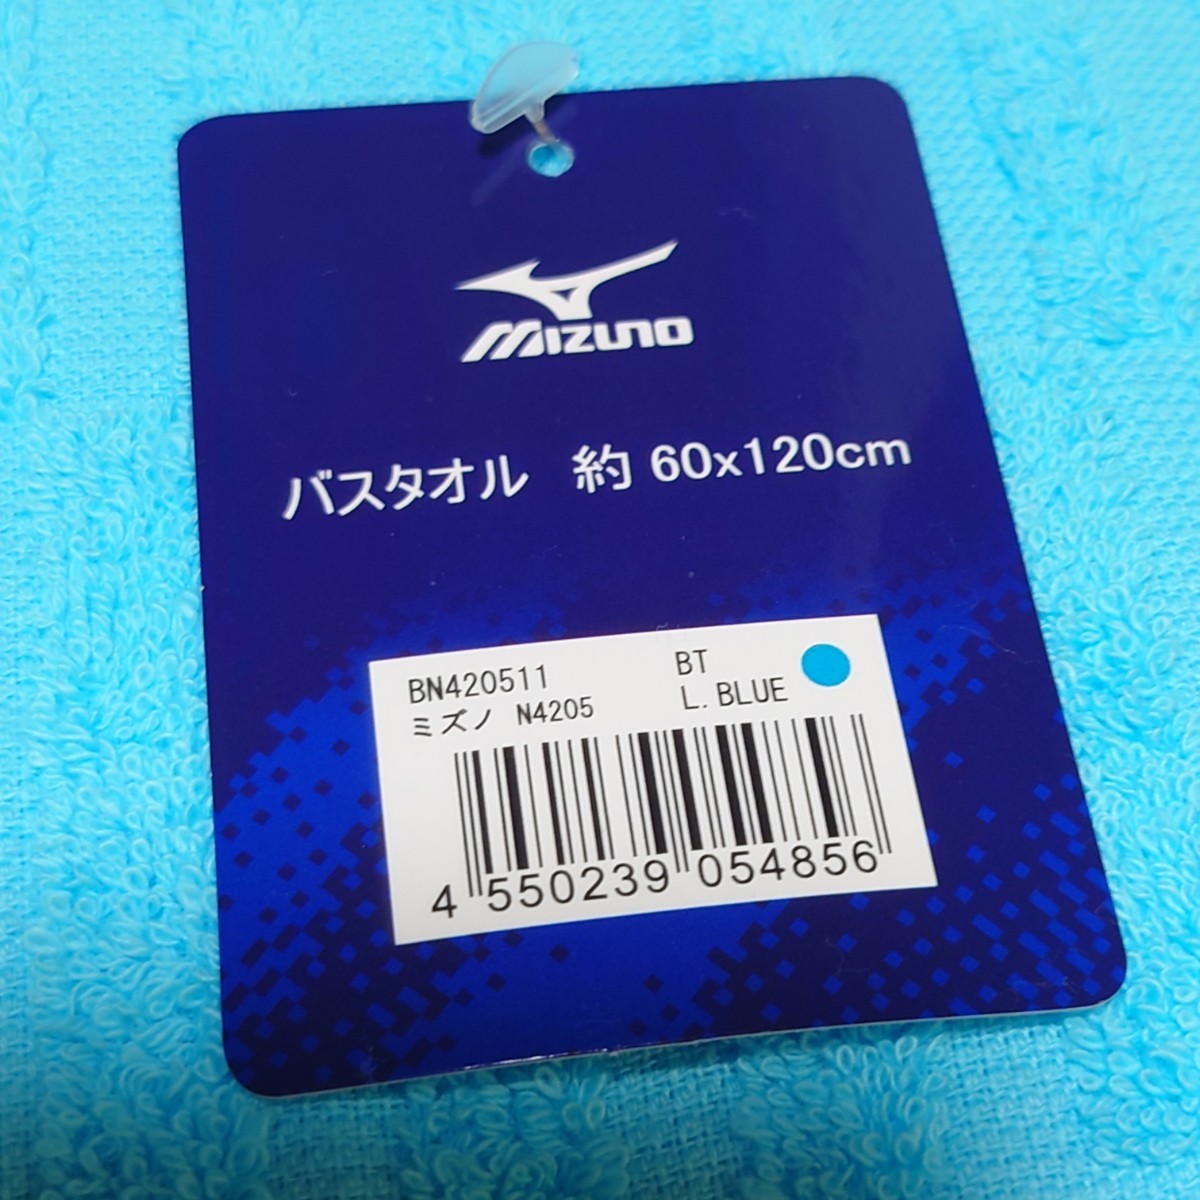 MIZUNO
バスタオル 約 60x120cm
BN420511 BT
ミズノ N4205 L.BLUE
4 550239 054856